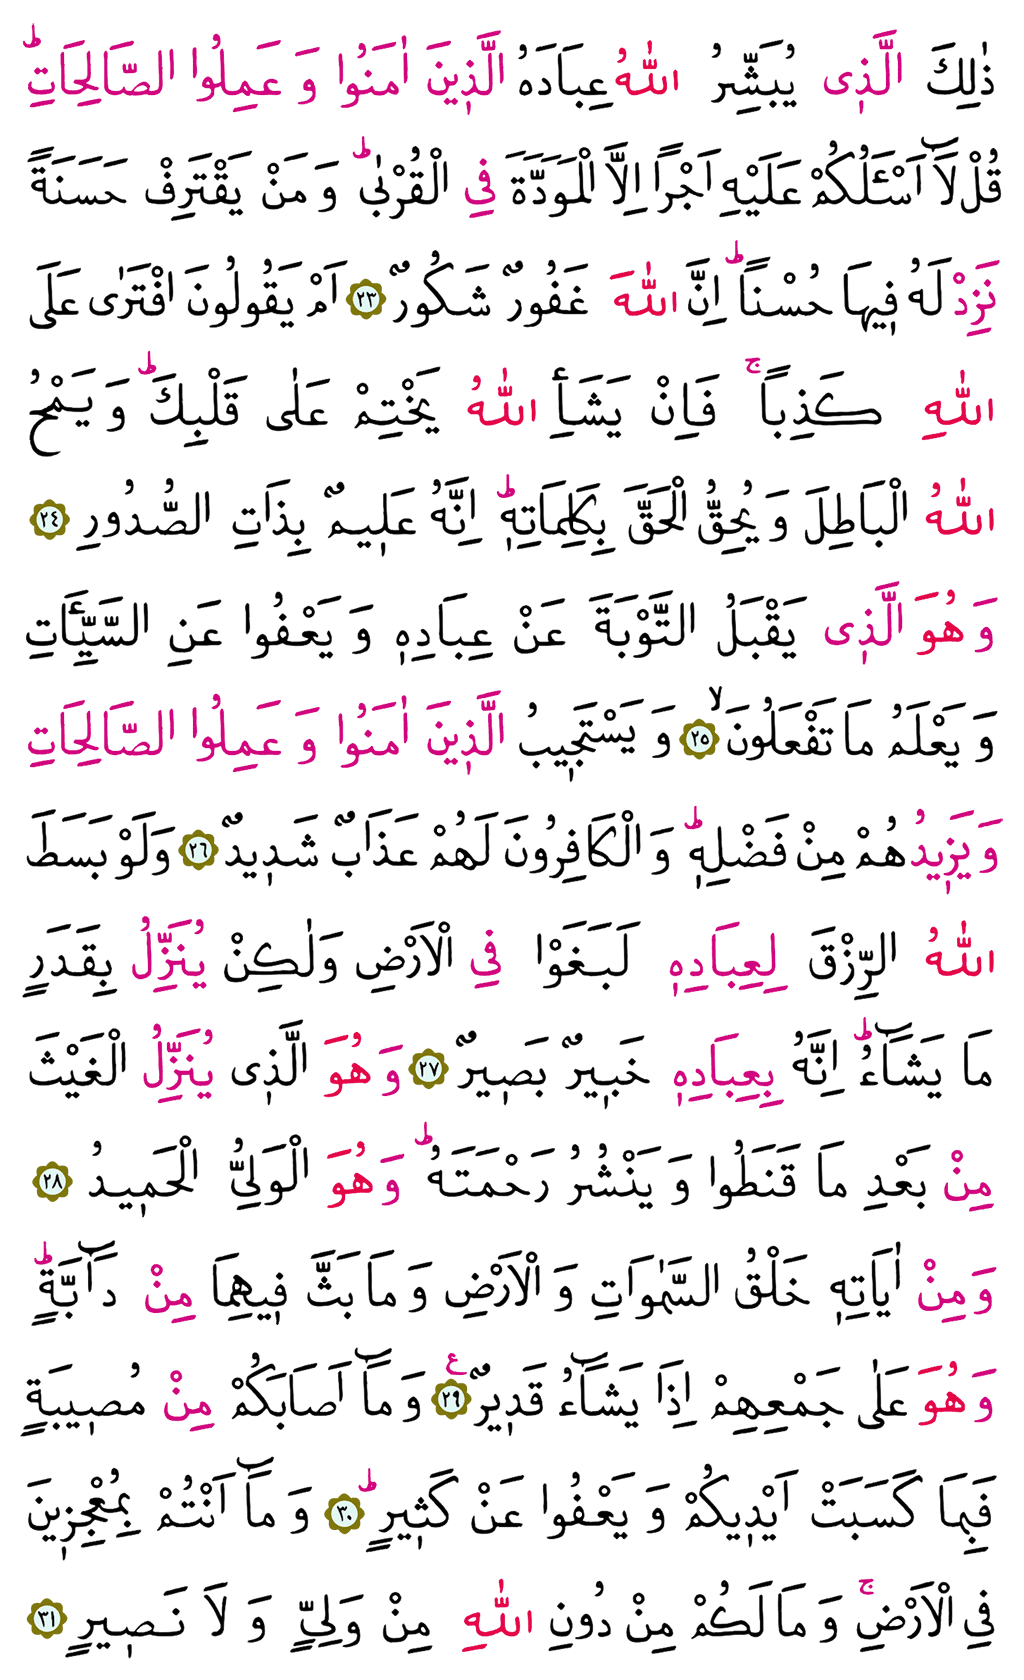 ذٰلِكَ الَّذ۪ى يُبَشِّرُ اللّٰهُ عِبَادَهُ الَّذ۪ينَ اٰمَنُوا وَ عَمِلُوا الصَّالِحَاتِۜ
قُلْ لَٓا اَسْـَٔلُكُمْ عَلَيْهِ اَجْرًا اِلَّا الْمَوَدَّةَ فِى الْقُرْبٰىۜ وَ مَنْ يَقْتَرِفْ حَسَنَةً
نَزِدْ لَهُ ف۪يهَا حُسْنًاۜ اِنَّ اللّٰهَ غَفُورٌ شَكُورٌ ﴿٢٣﴾ اَمْ يَقُولُونَ افْتَرٰى عَلَى
اللّٰهِ كَذِبًاۚ فَاِنْ يَشَأِ اللّٰهُ يَخْتِمْ عَلٰى قَلْبِكَۜ وَ يَمْحُ
اللّٰهُ الْبَاطِلَ وَ يُحِقُّ الْحَقَّ بِكَلِمَاتِه۪ۜ اِنَّهُ عَل۪يمٌ بِذَاتِ الصُّدُورِ ﴿٢٤﴾
وَ هُوَ الَّذ۪ى يَقْبَلُ التَّوْبَةَ عَنْ عِبَادِه۪ وَ يَعْفُوا عَنِ السَّيِّـَٔاتِ
وَ يَعْلَمُ مَا تَفْعَلُونَۙ ﴿٢٥﴾ وَ يَسْتَج۪يبُ الَّذ۪ينَ اٰمَنُوا وَ عَمِلُوا الصَّالِحَاتِ
وَ يَز۪يدُهُمْ مِنْ فَضْلِه۪ۜ وَ الْكَافِرُونَ لَهُمْ عَذَابٌ شَد۪يدٌ ﴿٢٦﴾ وَلَوْ بَسَطَ
اللّٰهُ الرِّزْقَ لِعِبَادِه۪ لَبَغَوْا فِى الْاَرْضِ وَلٰكِنْ يُنَزِّلُ بِقَدَرٍ
مَا يَشَٓاءُۜ اِنَّهُ بِعِبَادِه۪ خَب۪يرٌ بَص۪يرٌ ﴿٢٧﴾ وَ هُوَ الَّذ۪ى يُنَزِّلُ الْغَيْثَ
مِنْ بَعْدِ مَا قَنَطُوا وَ يَنْشُرُ رَحْمَتَهُۜ وَ هُوَ الْوَلِىُّ الْحَم۪يدُ ﴿٢٨﴾
وَ مِنْ اٰيَاتِه۪ خَلْقُ السَّمٰوَاتِ وَ الْاَرْضِ وَ مَا بَثَّ ف۪يهِمَا مِنْ دَٓابَّةٍۜ
وَ هُوَ عَلٰى جَمْعِهِمْ اِذَا يَشَٓاءُ قَد۪يرٌ ﴿٢٩﴾ ع وَ مَٓا اَصَابَكُمْ مِنْ مُص۪يبَةٍ
فَبِمَا كَسَبَتْ اَيْد۪يكُمْ وَ يَعْفُوا عَنْ كَث۪يرٍۜ ﴿٣٠﴾ وَ مَٓا اَنْتُمْ بِمُعْجِز۪ينَ
فِى الْاَرْضِۚ وَ مَا لَكُمْ مِنْ دُونِ اللّٰهِ مِنْ وَلِىٍّ وَ لَا نَص۪يرٍ ﴿٣١﴾